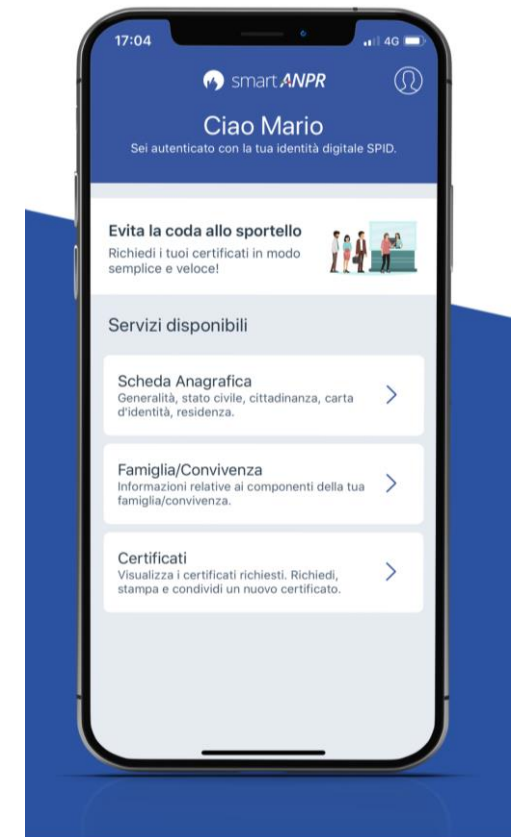 17:04
4G
smart ANPR
Ciao Mario
Sei autenticato con la tua identità digitale SPID.
Evita la coda allo sportello
Richiedi i tuoi certificati in modo
semplice e veloce!
Servizi disponibili
Scheda Anagrafica
Generalità, stato civile, cittadinanza, carta
d'identità, residenza.
Famiglia/Convivenza
Informazioni relative ai componenti della tua
famiglia/convivenza.
Certificati
Visualizza i certificati richiesti. Richiedi,
stampa e condividi un nuovo certificato.